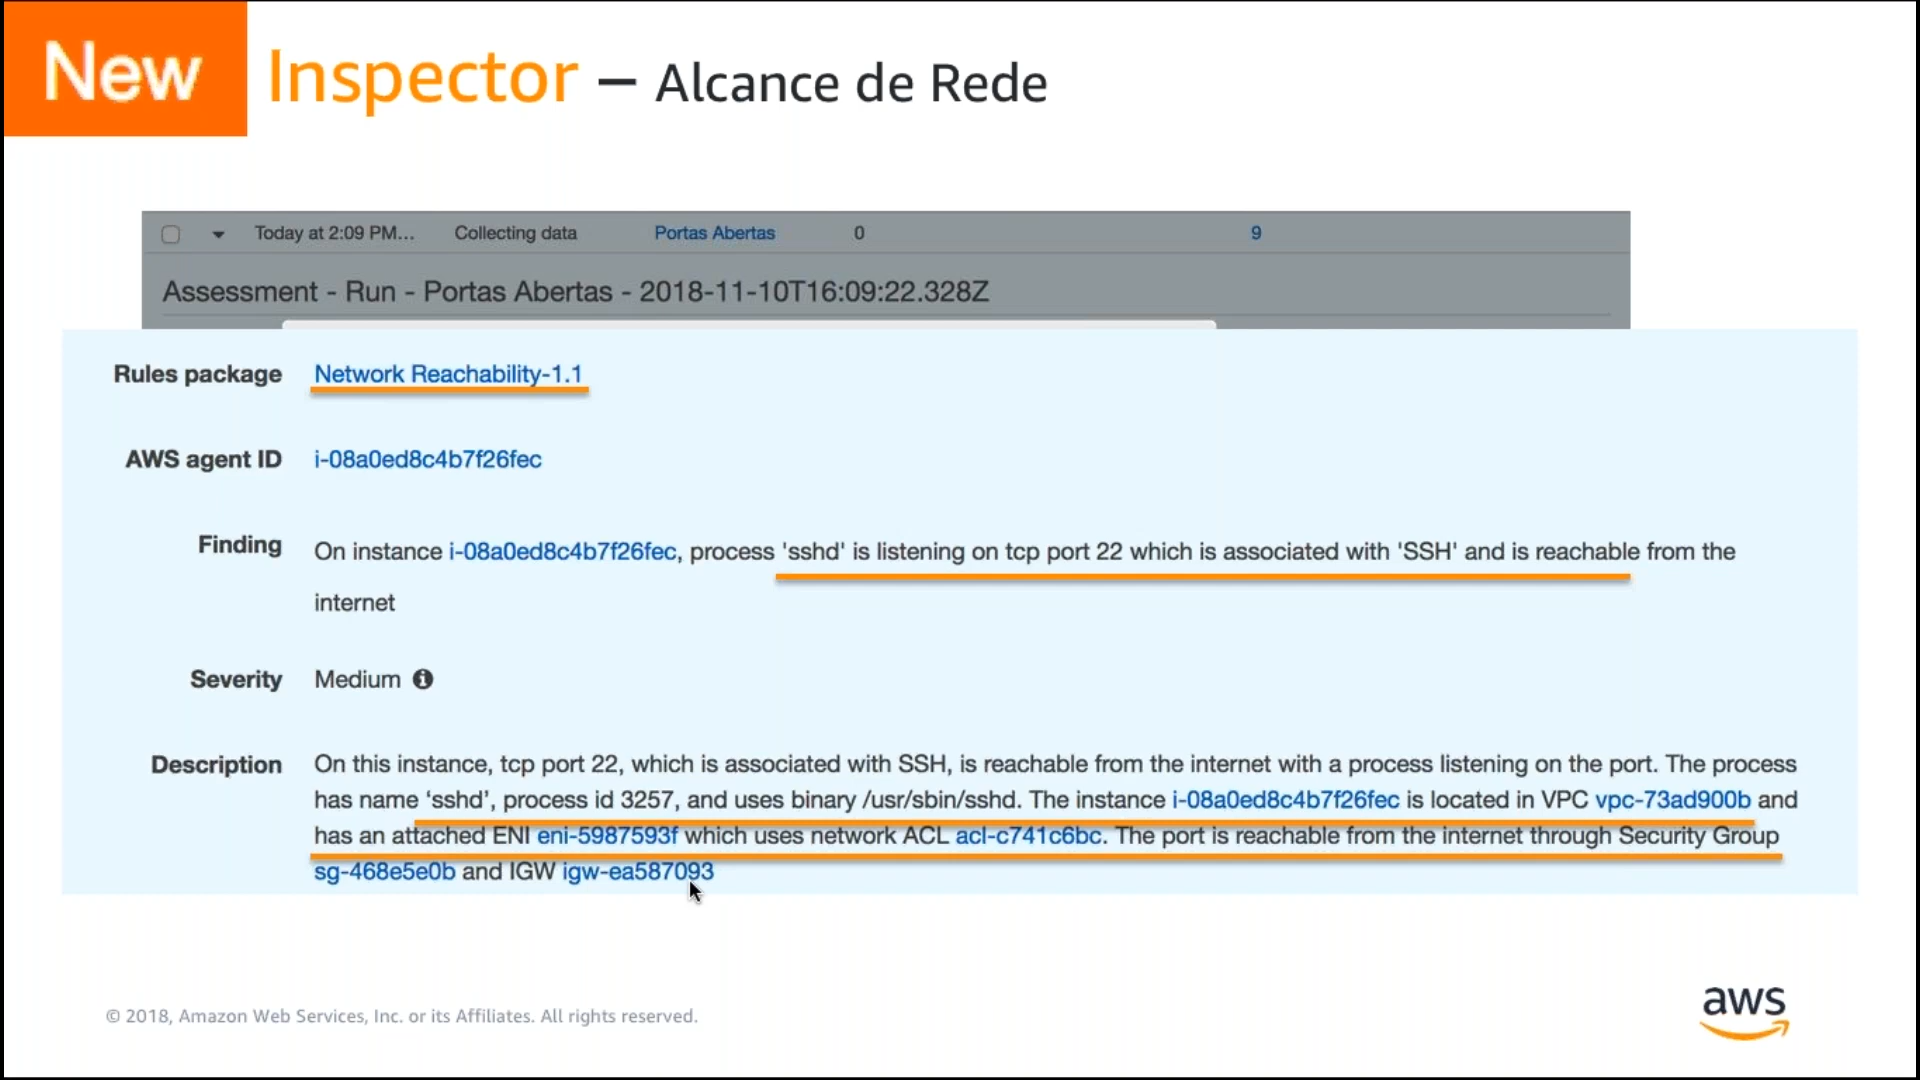 New
Inspector – Alcance de Rede
Today at 2:09 PM... Collecting data Portas Abertas 0 9
Assessment - Run - Portas Abertas - 2018-11-10T16:09:22.328Z
Rules package Network Reachability-1.1
AWS agent ID i-08a0ed8c4b7f26fec
Finding On instance i-08a0ed8c4b7f26fec, process 'sshd' is listening on tcp port 22 which is associated with 'SSH' and is reachable from the
internet
Severity Medium
Description On this instance, tcp port 22, which is associated with SSH, is reachable from the internet with a process listening on the port. The process
has name ‘sshd’, process id 3257, and uses binary /usr/sbin/sshd. The instance i-08a0ed8c4b7f26fec is located in VPC vpc-73ad900b and
has an attached ENI eni-5987593f which uses network ACL acl-c741c6bc. The port is reachable from the internet through Security Group
sg-468e5e0b and IGW igw-ea587093
© 2018, Amazon Web Services, Inc. or its Affiliates. All rights reserved.
aws